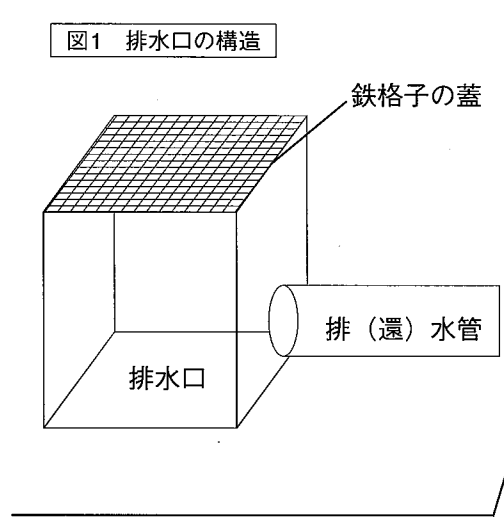 図1　排水口の構造
鉄格子の蓋
排（還）水管
排水口